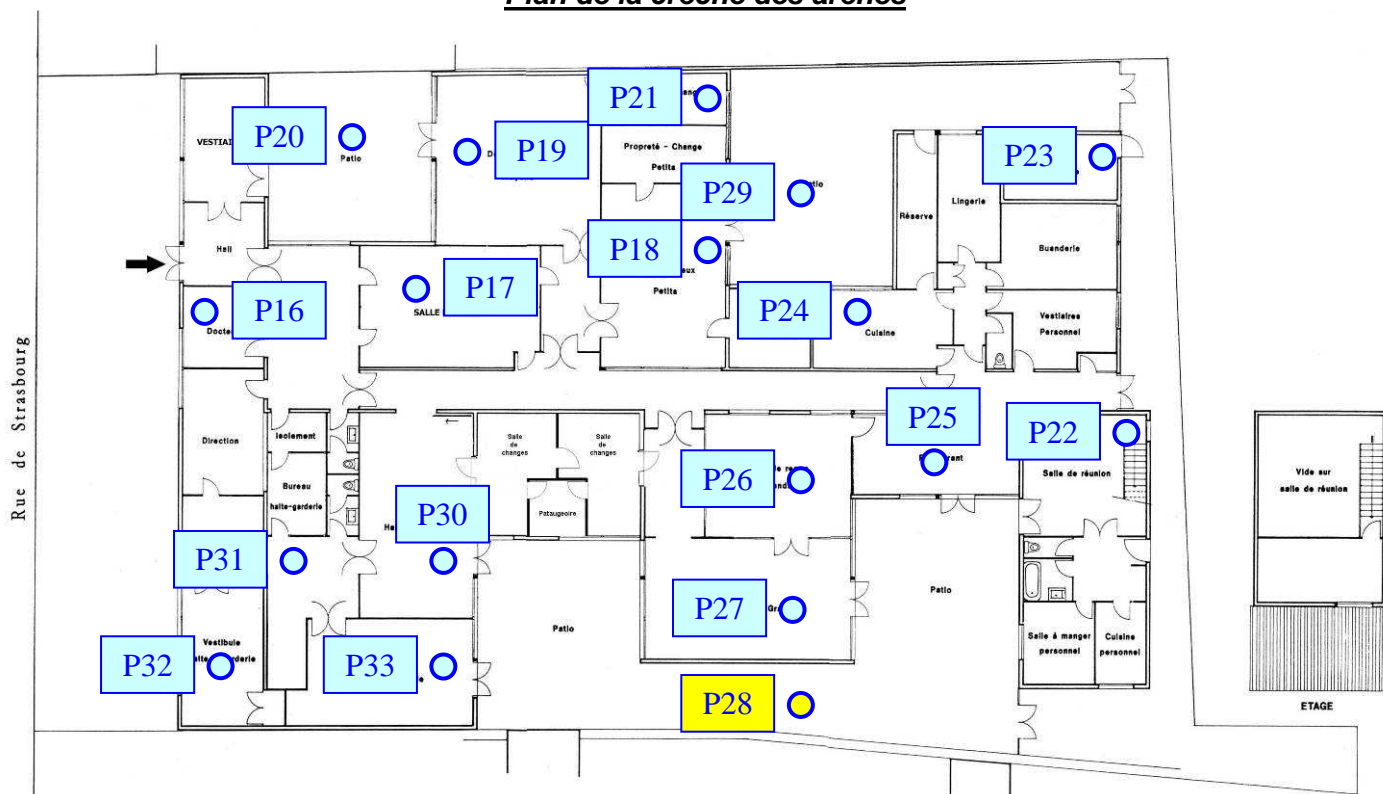 Plan de la crèche des arènes
P21
VESTIAI
P20
Patio
P19
Propreté - Change
Petits
P23
P29
Réserve
Lingerie
Hall
P18
Buanderie
Petits
P16
P17
SALLE
P24
Cuisine
Vestiaires
Personnel
Rue de Strasbourg
Direction
Isolement
Salle
de
changes
Salle
de
changes
P25
P22
Salle de réunion
Vide sur
salle de réunion
Bureau
halte-garderie
P26
Pataugeoire
P30
P31
P27
Patio
Patio
Vestibule
P32
P33
Salle à manger
personnel
Cuisine
personnel
P28
ETAGE